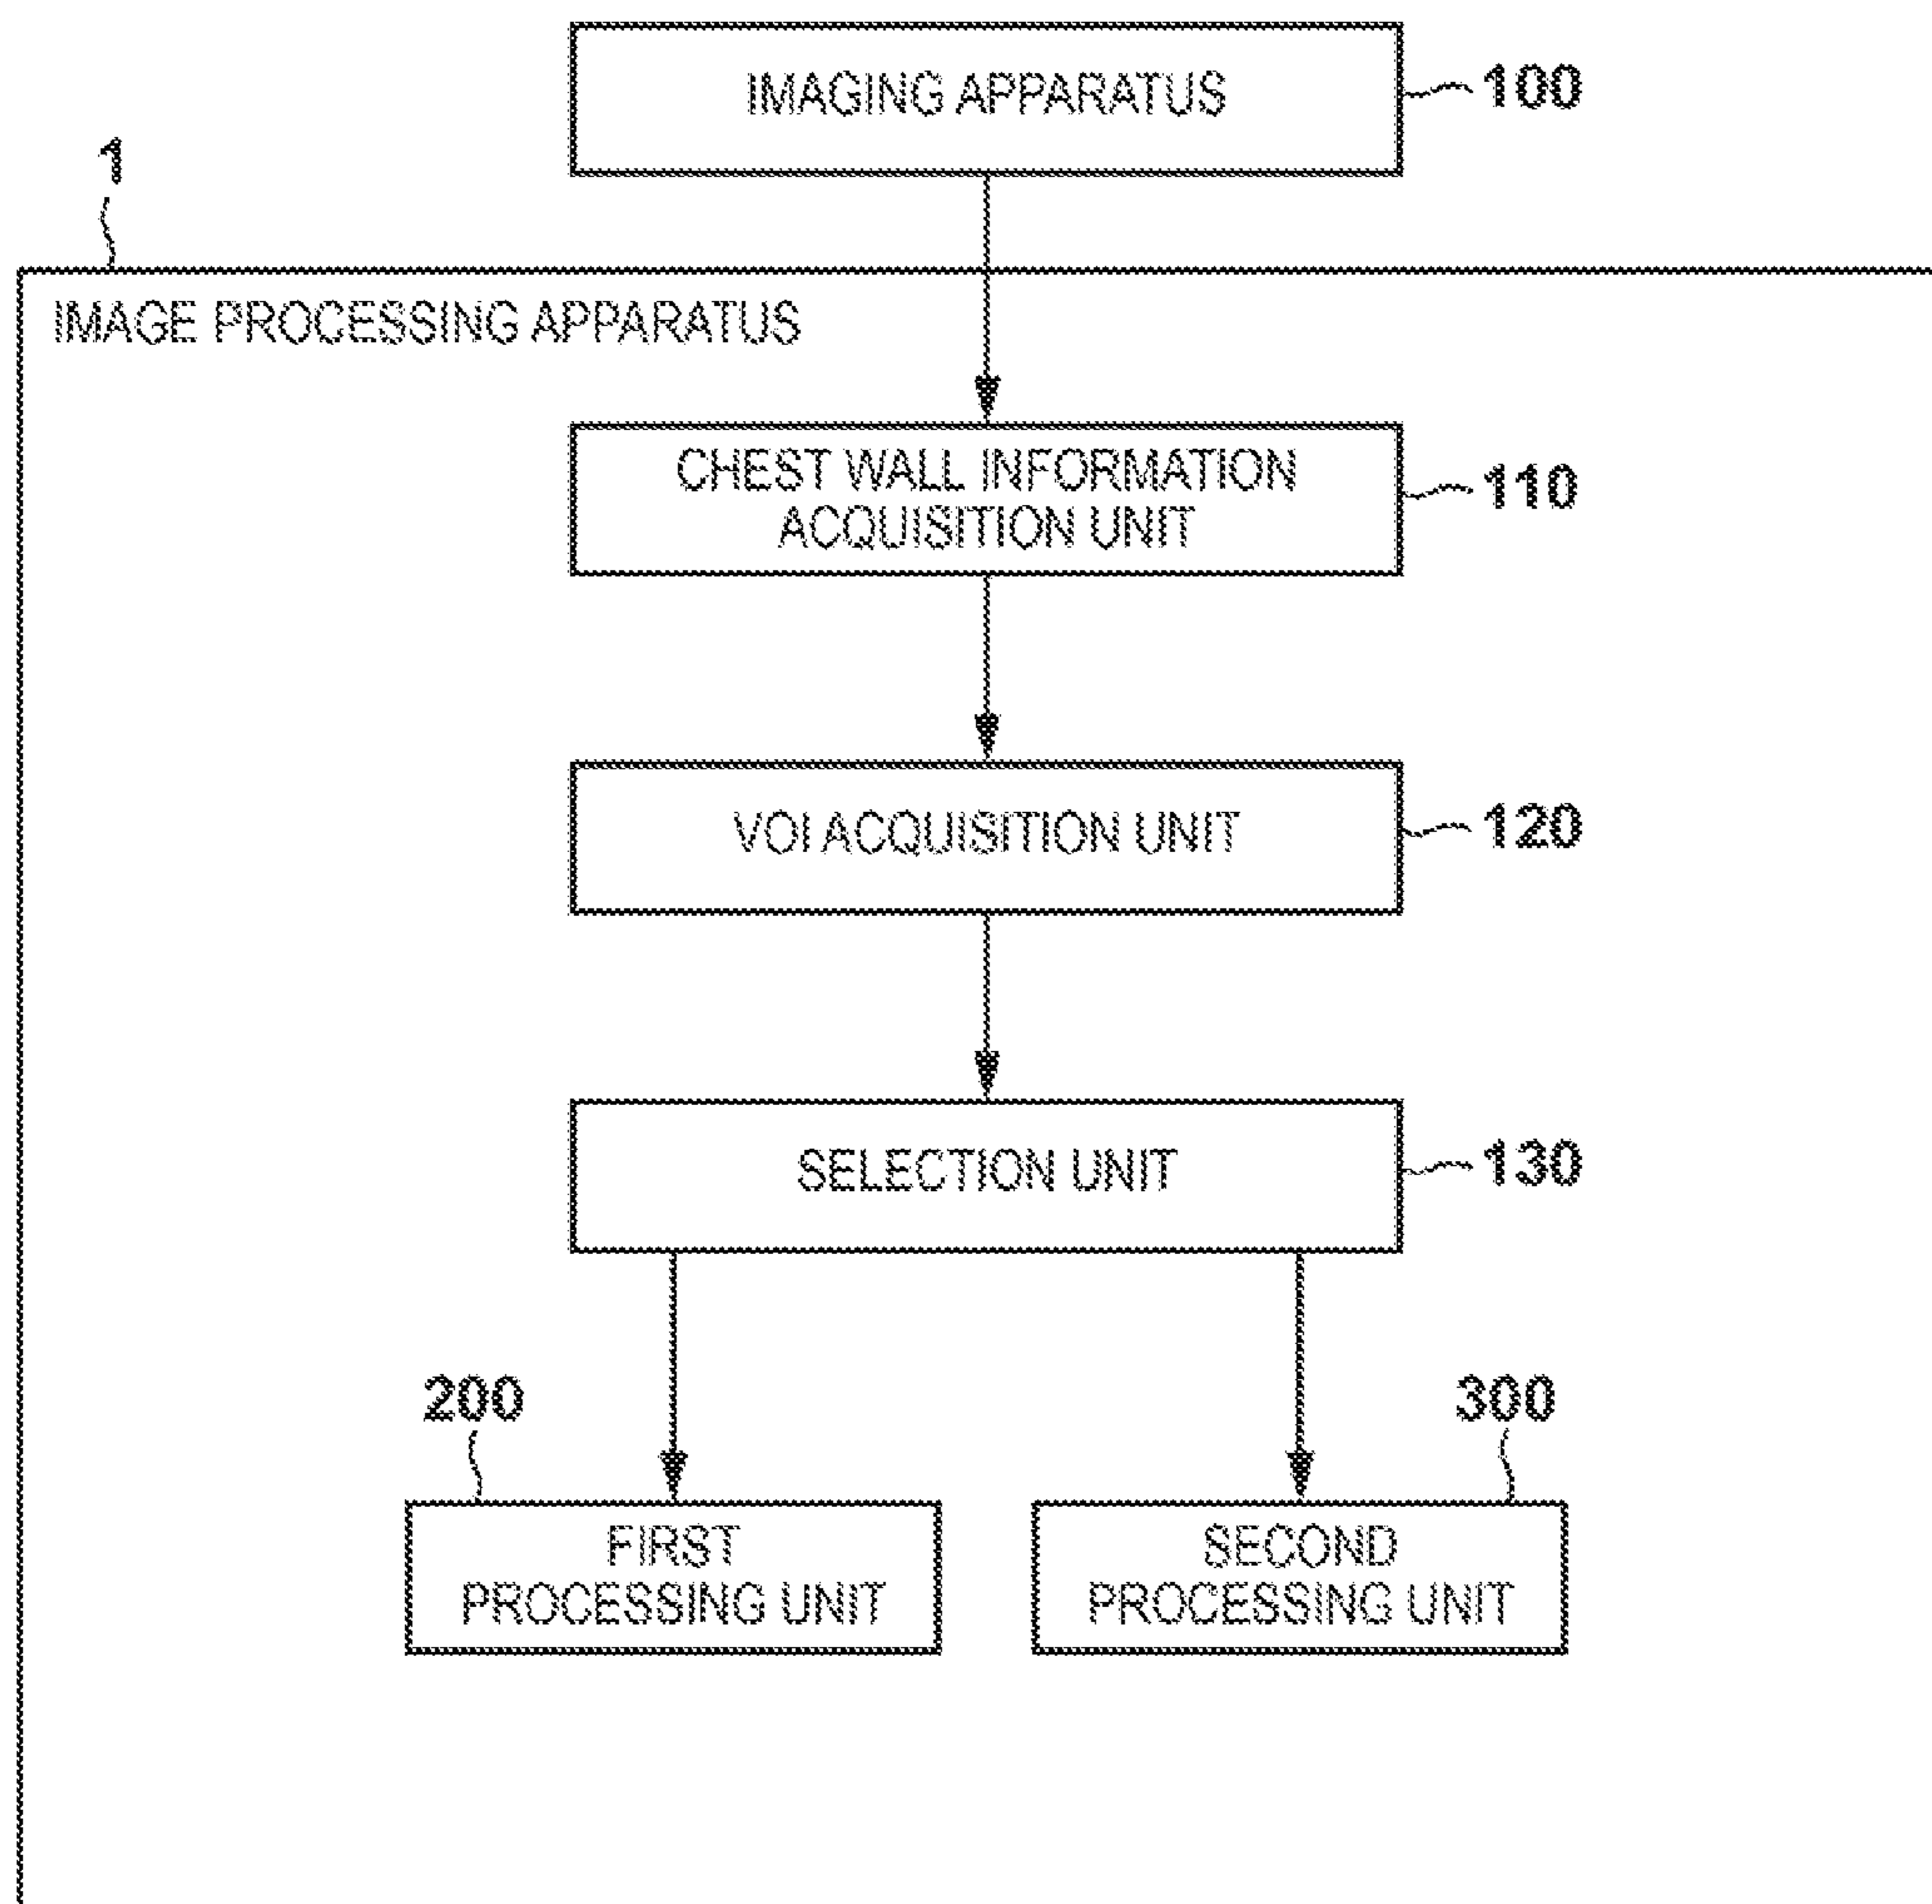 IMAGING APPARATUS
100
1
IMAGE PROCESSING APPARATUS
CHEST WALL INFORMATION
ACQUISITION UNIT
110
VOI ACQUISITION UNIT
120
SELECTION UNIT
130
200
300
FIRST
PROCESSING UNIT
SECOND
PROCESSING UNIT